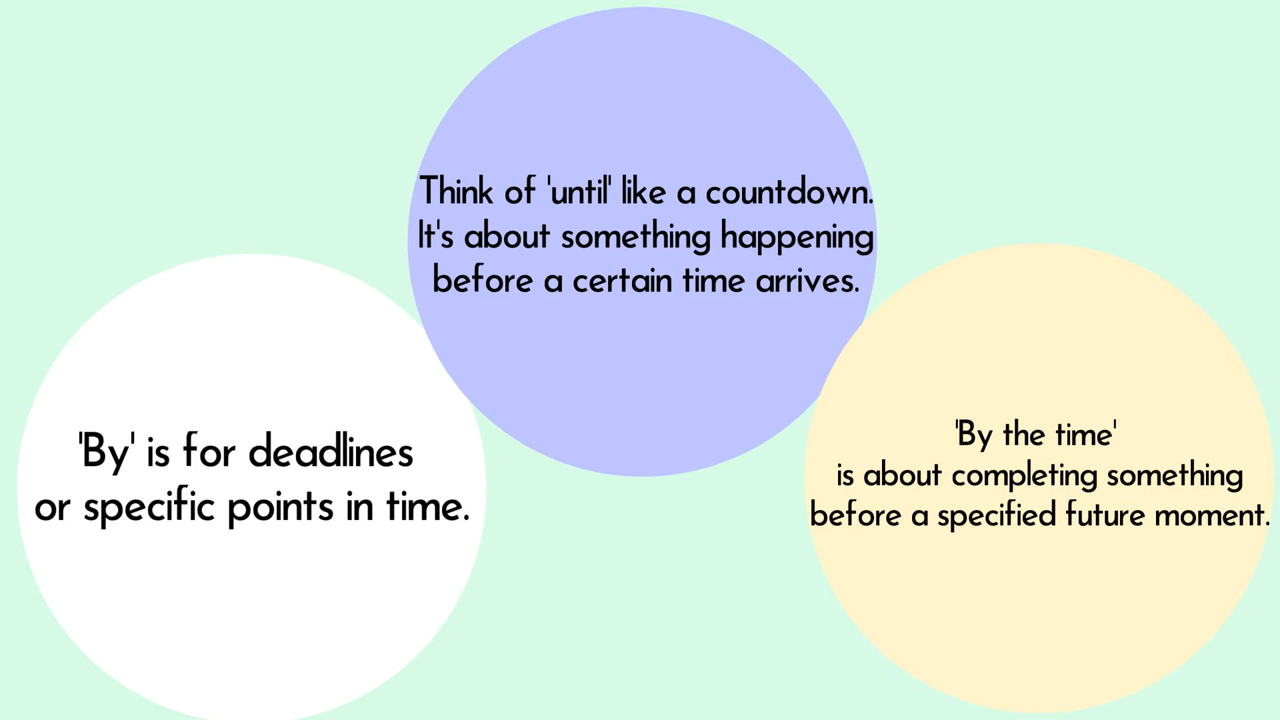 Think of 'until' like a countdown.
It's about something happening
before a certain time arrives.
'By' is for deadlines
or specific points in time.
'By the time'
is about completing something
before a specified future moment.